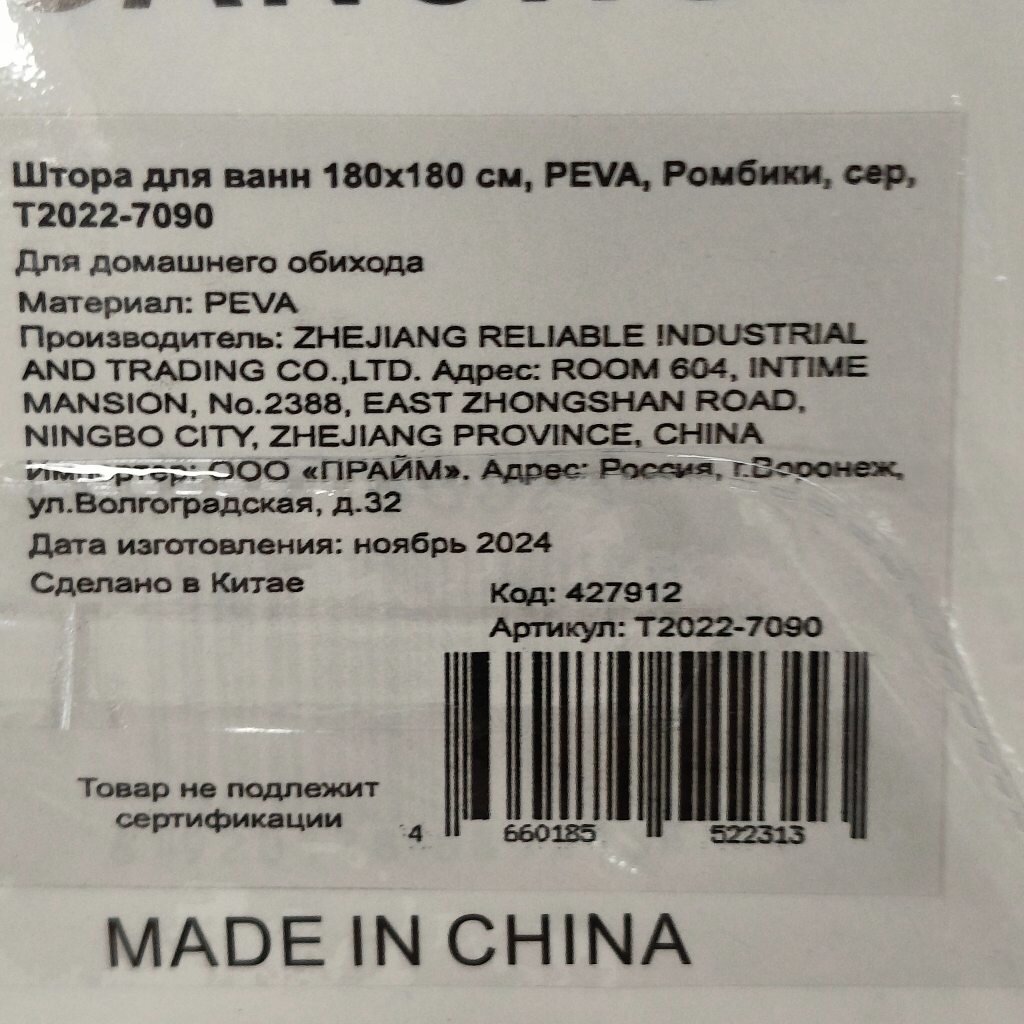 Штора для ванн 180х180 см, PEVA, Ромбики, сер,
T2022-7090
Для домашнего обихода
Материал: PEVA
Производитель: ZHEJIANG RELIABLE INDUSTRIAL
AND TRADING CO.,LTD. Адрес: ROOM 604, INTIME
MANSION, No.2388, EAST ZHONGSHAN ROAD,
NINGBO CITY, ZHEJIANG PROVINCE, CHINA
Импортер: ООО «ПРАЙМ». Адрес: Россия, г.Воронеж,
ул.Волгоградская, д.32
Дата изготовления: ноябрь 2024
Сделано в Китае
Код: 427912
Артикул: T2022-7090
Товар не подлежит
сертификации
4 660185 522313
MADE IN CHINA